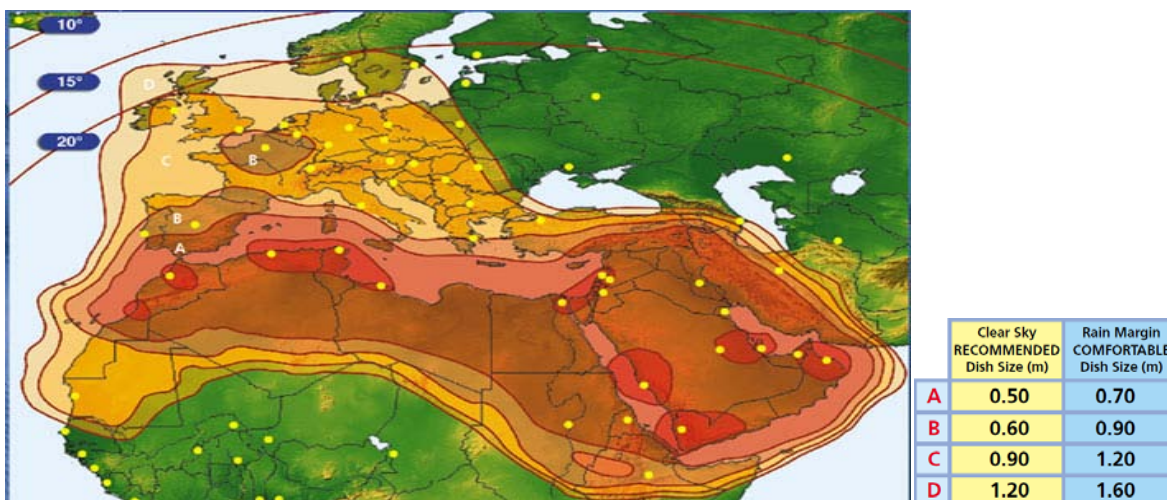 10°
15°
20°
D
C
B
B
A
Clear Sky
RECOMMENDED
Dish Size (m)
Rain Margin
COMFORTABLE
Dish Size (m)
A 0.50 0.70
B 0.60 0.90
C 0.90 1.20
D 1.20 1.60